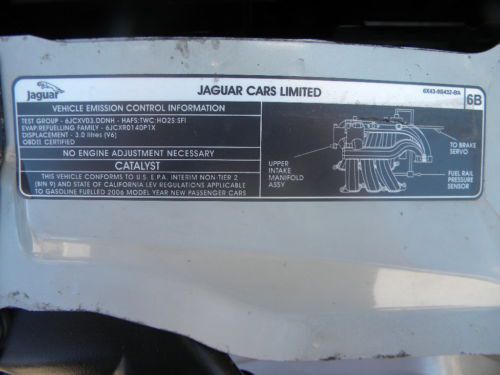 Jaguar
JAGUAR CARS LIMITED
6X43-9S432-BA
6B
VEHICLE EMISSION CONTROL INFORMATION
TEST GROUP - 6JCXV03.0DNH - HAFS:TWC:HO2S:SFI
EVAP.REFUELLING FAMILY - 6JCXR0140P1X
DISPLACEMENT - 3.0 litres (V6)
OBDII CERTIFIED
NO ENGINE ADJUSTMENT NECESSARY
CATALYST
THIS VEHICLE CONFORMS TO U.S. E.P.A. INTERIM NON-TIER 2
(BIN 9) AND STATE OF CALIFORNIA LEV REGULATIONS APPLICABLE
TO GASOLINE FUELLED 2006 MODEL YEAR NEW PASSENGER CARS
UPPER
INTAKE
MANIFOLD
ASSY
TO BRAKE
SERVO
FUEL RAIL
PRESSURE
SENSOR